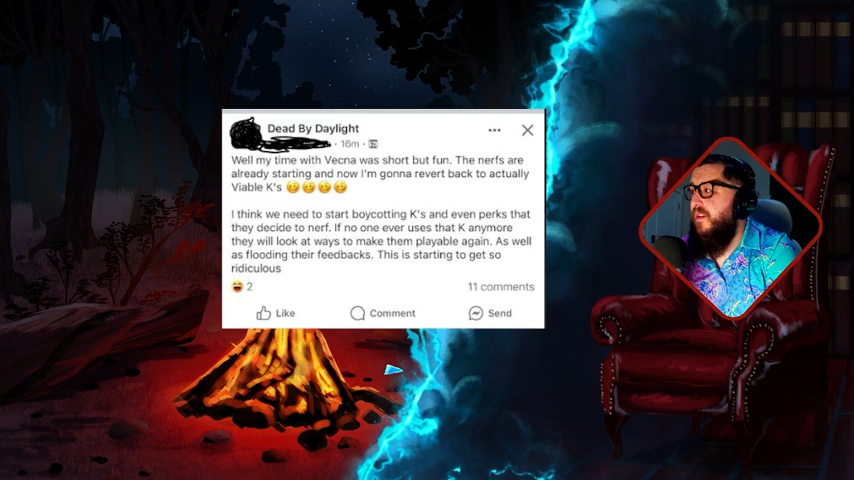 Dead By Daylight
· 16m ·
Well my time with Vecna was short but fun. The nerfs are
already starting and now I'm gonna revert back to actually
Viable K's 🥲🥲🥲🥲
I think we need to start boycotting K's and even perks that
they decide to nerf. If no one ever uses that K anymore
they will look at ways to make them playable again. As well
as flooding their feedbacks. This is starting to get so
ridiculous
2
11 comments
Like
Comment
Send